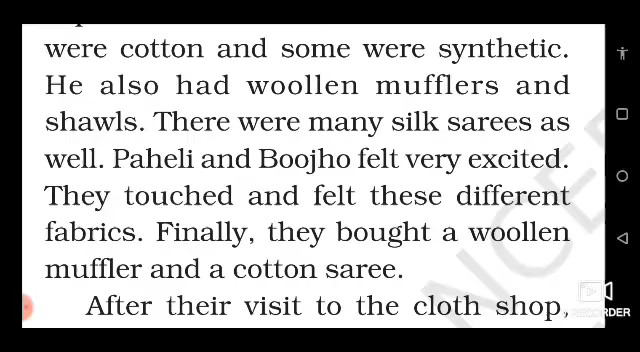 were cotton and some were synthetic.
He also had woollen mufflers and
shawls. There were many silk sarees as
well. Paheli and Boojho felt very excited.
They touched and felt these different
fabrics. Finally, they bought a woollen
muffler and a cotton saree.
After their visit to the cloth shop,